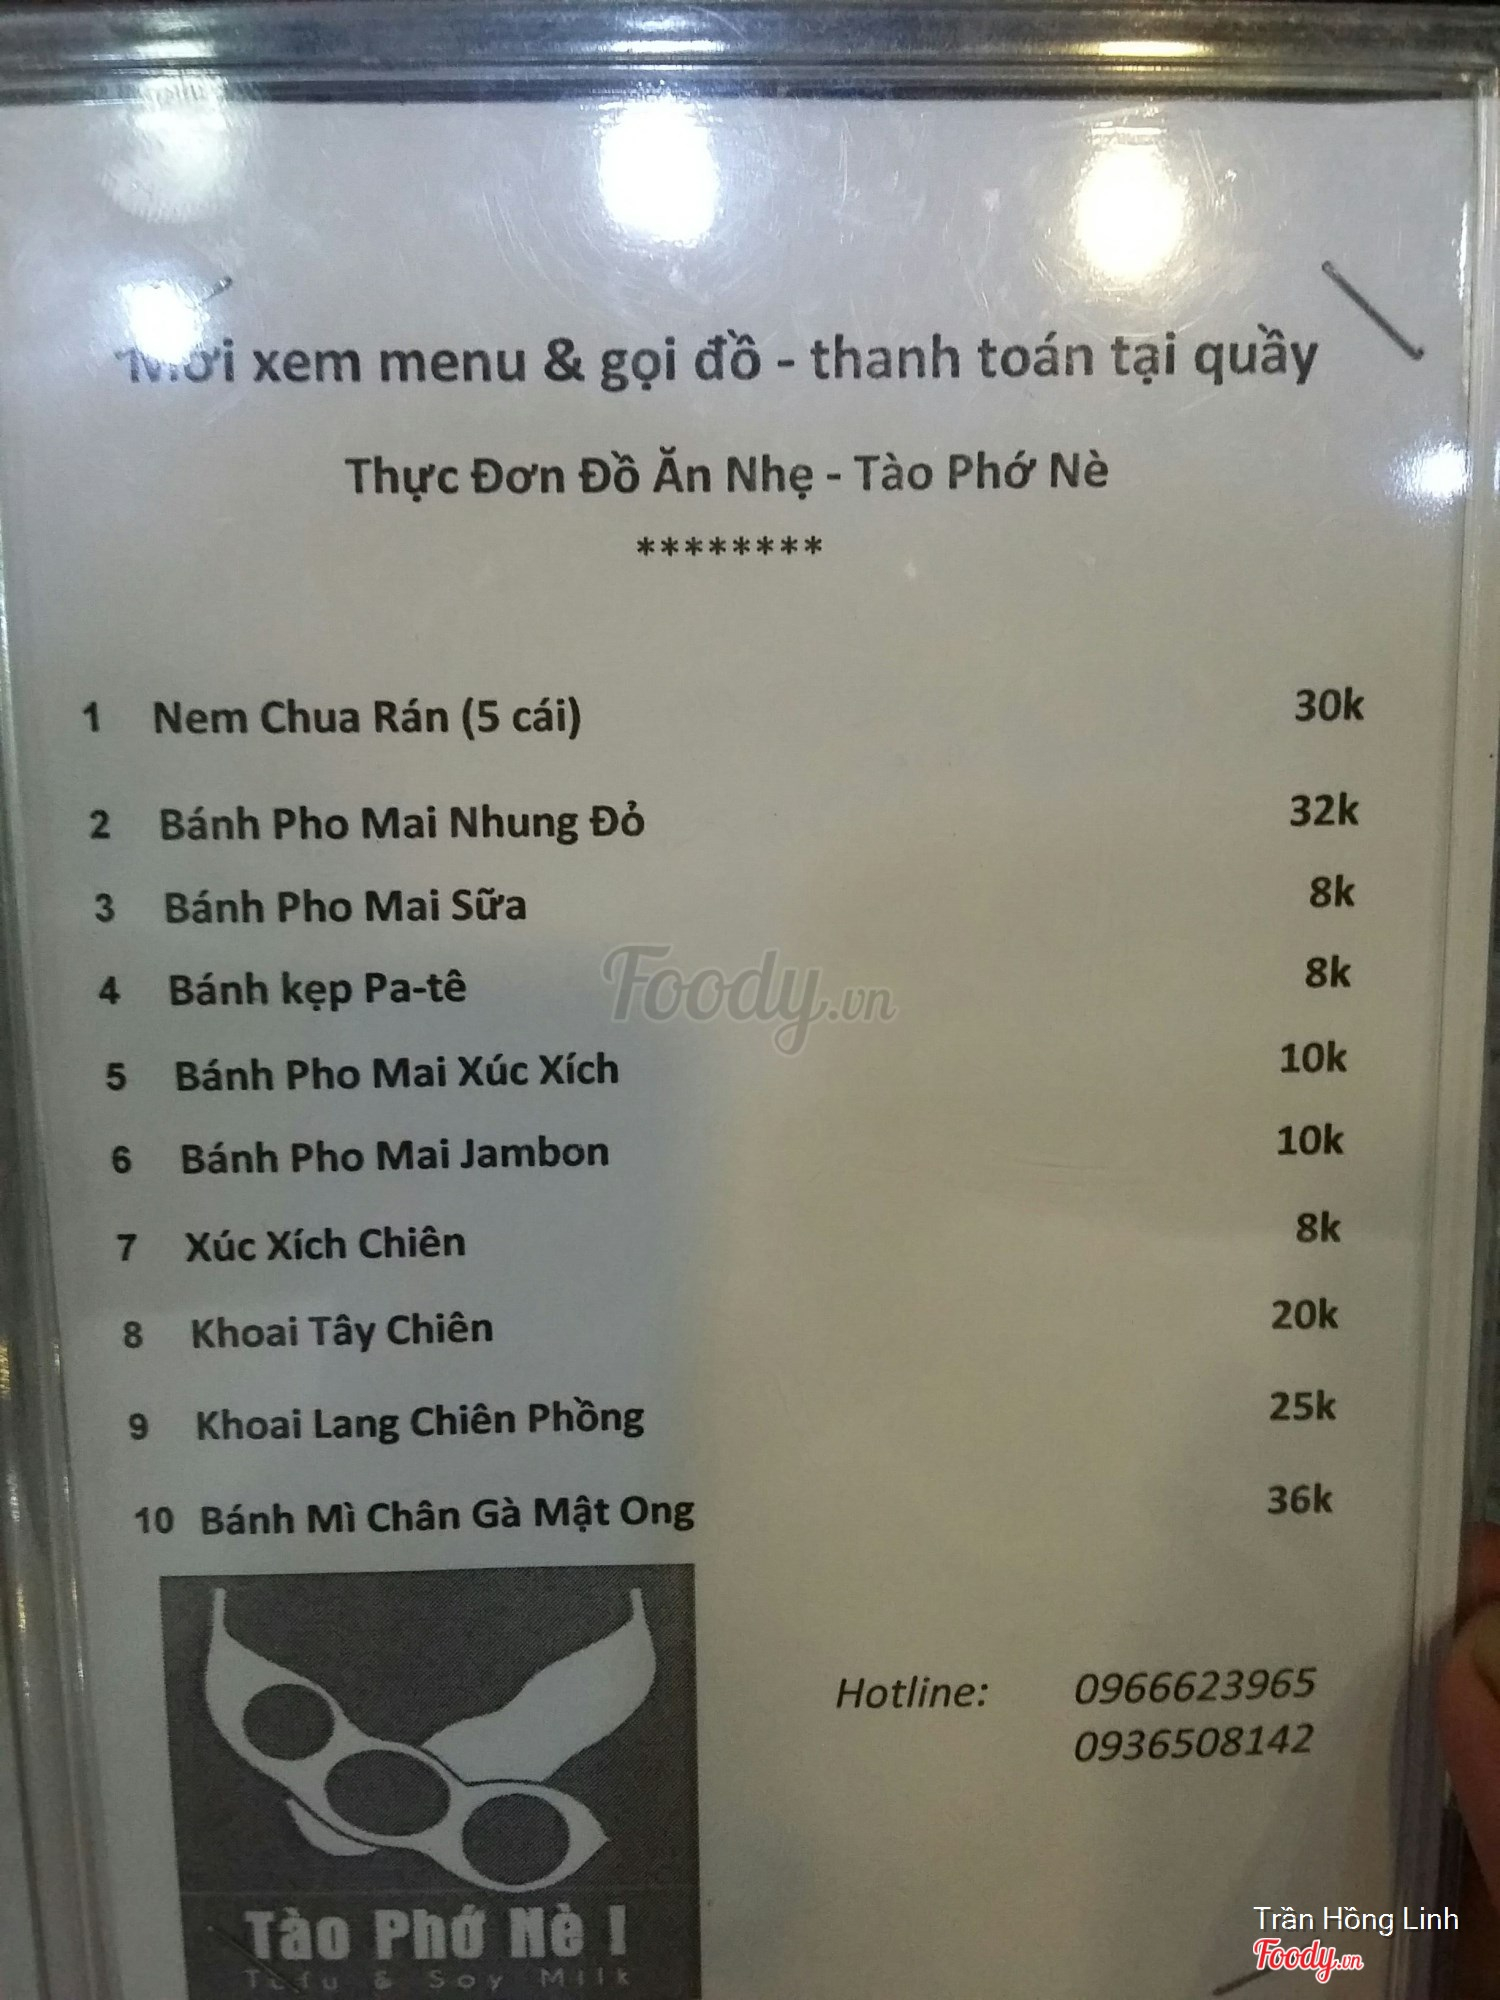 Mời xem menu & gọi đồ - thanh toán tại quầy
Thực Đơn Đồ Ăn Nhẹ - Tào Phớ Nè
********
1 Nem Chua Rán (5 cái) 30k
2 Bánh Pho Mai Nhung Đỏ 32k
3 Bánh Pho Mai Sữa 8k
4 Bánh kẹp Pa-tê 8k
Foody.vn
5 Bánh Pho Mai Xúc Xích 10k
6 Bánh Pho Mai Jambon 10k
7 Xúc Xích Chiên 8k
8 Khoai Tây Chiên 20k
9 Khoai Lang Chiên Phồng 25k
10 Bánh Mì Chân Gà Mật Ong 36k
Hotline: 0966623965
0936508142
Tào Phớ Nè !
Tofu & Soy Milk
Trần Hồng Linh
Foody.vn